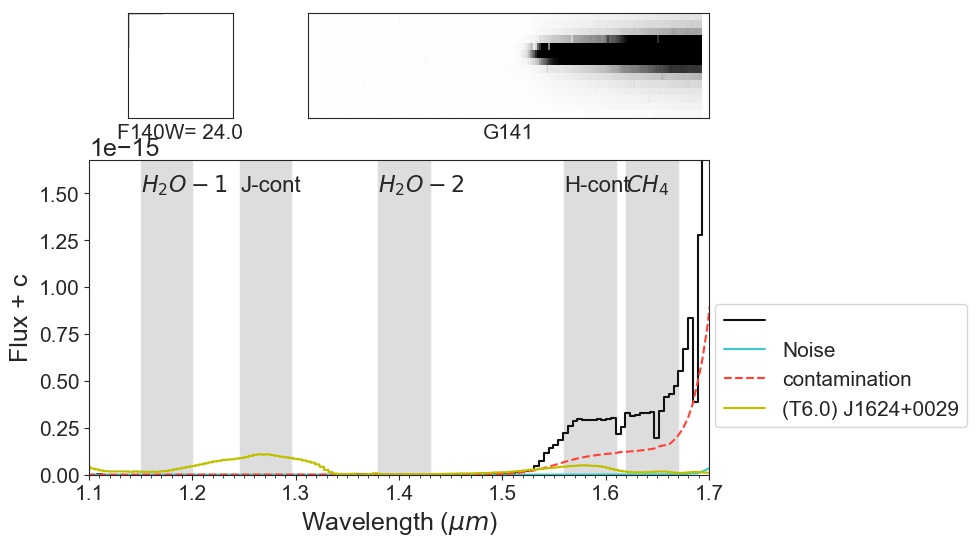 F140W= 24.0
G141
1e−15
H₂O − 1
J-cont
H₂O − 2
H-cont
CH₄
1.50
1.25
1.00
0.75
0.50
0.25
0.00
Flux + c
1.1
1.2
1.3
1.4
1.5
1.6
1.7
Wavelength (μm)
Noise
contamination
(T6.0) J1624+0029